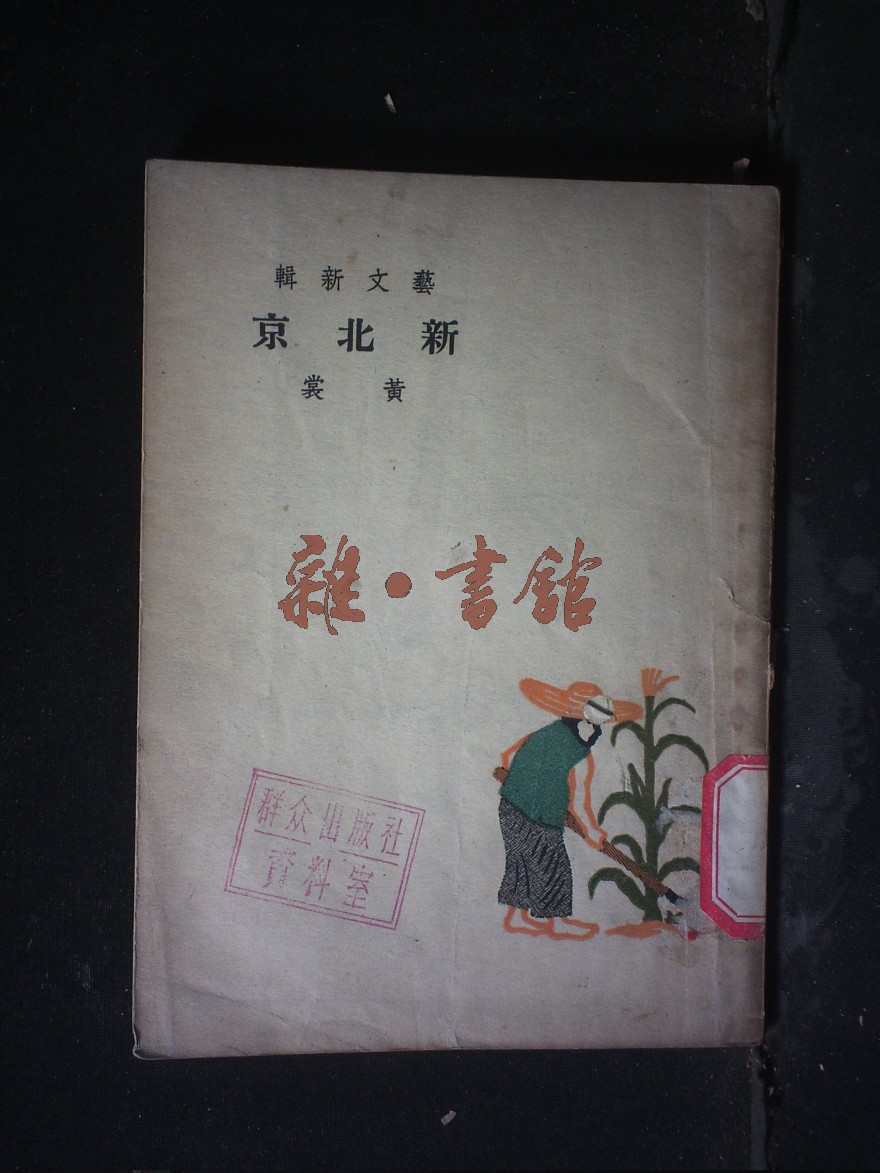 藝文新輯
新北京
黃裳
雜·書館
群众出版社
資料室